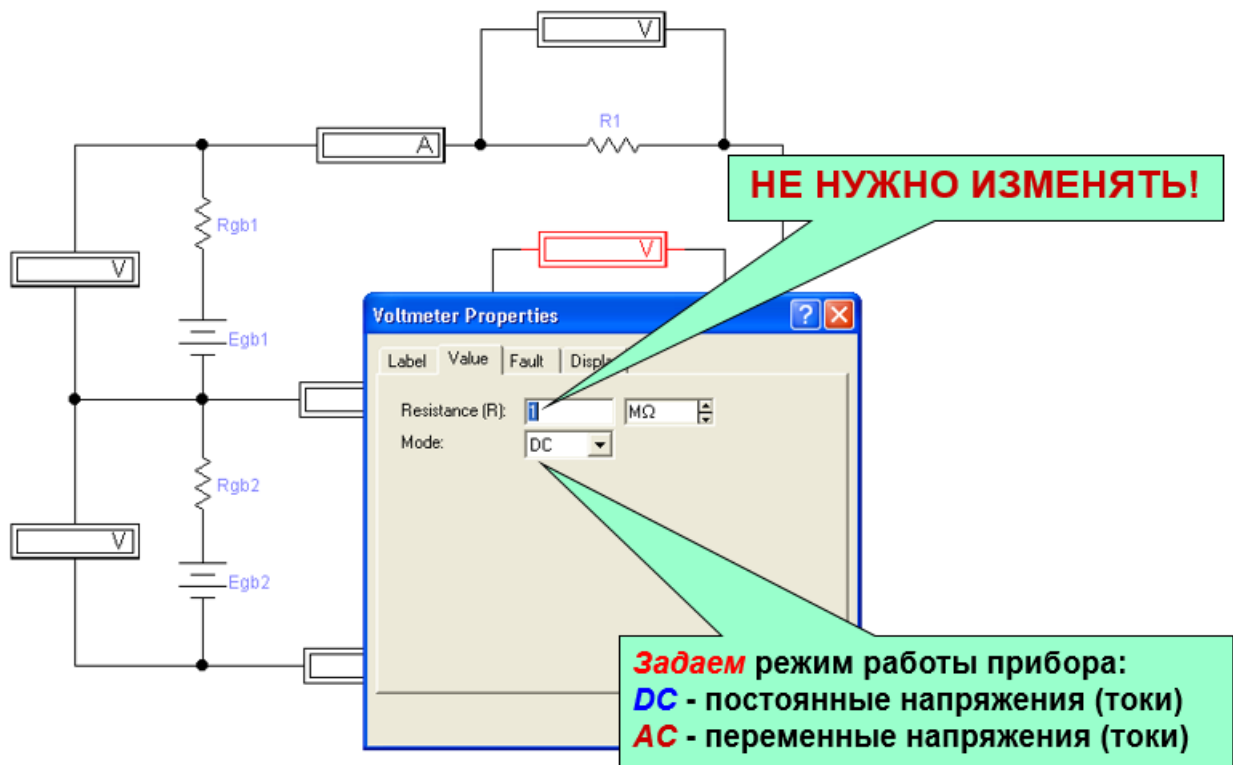 V
R1
A
НЕ НУЖНО ИЗМЕНЯТЬ!
Rgb1
V
V
Voltmeter Properties
Egb1
Label Value Fault Display
Resistance (R): 1 MΩ
Mode: DC
Rgb2
V
Egb2
Задаем режим работы прибора:
DC - постоянные напряжения (токи)
AC - переменные напряжения (токи)